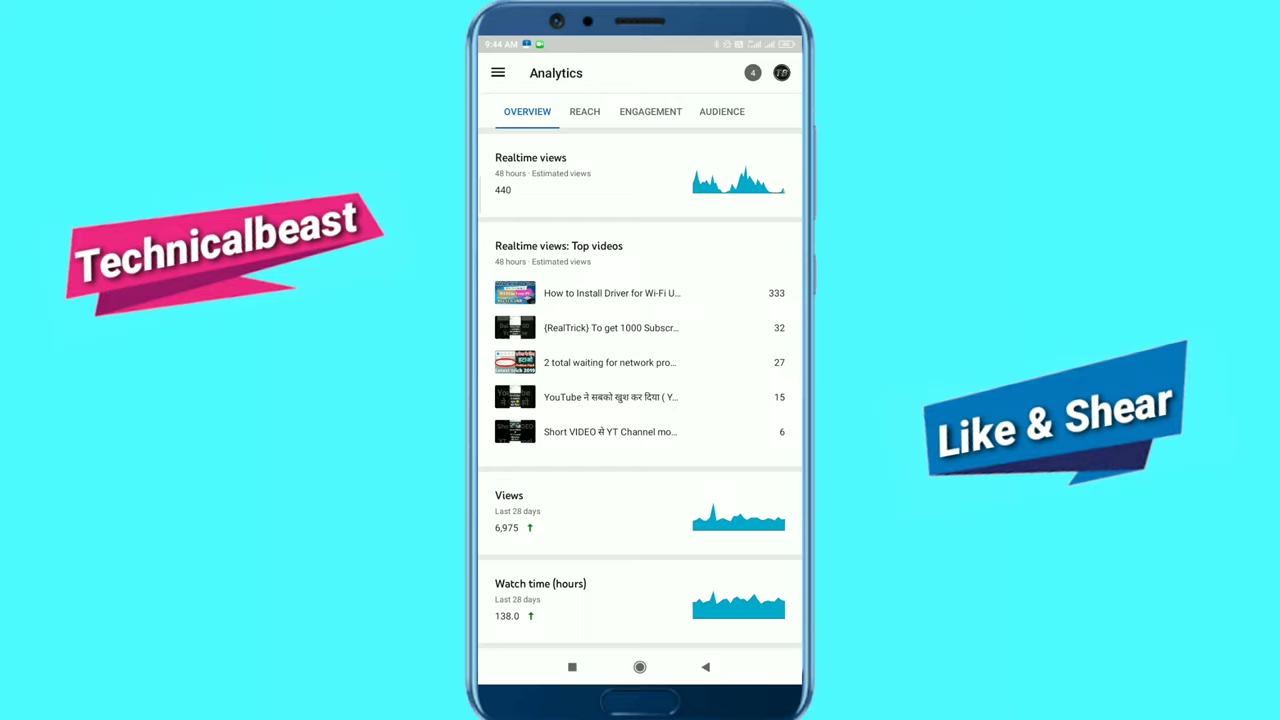 9:44 AM
Analytics
4
TB
OVERVIEW REACH ENGAGEMENT AUDIENCE
Realtime views
48 hours · Estimated views
440
Realtime views: Top videos
48 hours · Estimated views
How to Install Driver for Wi-Fi U... 333
{RealTrick} To get 1000 Subscr... 32
2 total waiting for network pro... 27
YouTube ने सबको खुश कर दिया ( Y... 15
Short VIDEO से YT Channel mo... 6
Views
Last 28 days
6,975
Watch time (hours)
Last 28 days
138.0
Technicalbeast
Like & Shear